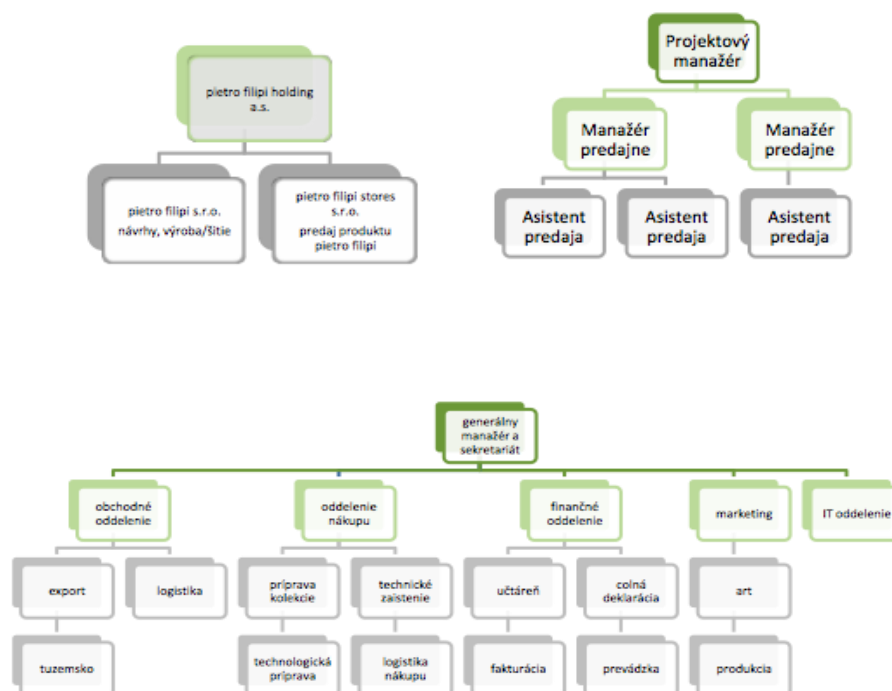 pietro filipi holding
a.s.
pietro filipi s.r.o.
návrhy, výroba/šitie
pietro filipi stores
s.r.o.
predaj produktu
pietro filipi
Projektový
manažér
Manažér
predajne
Manažér
predajne
Asistent
predaja
Asistent
predaja
Asistent
predaja
generálny
manažér a
sekretariát
obchodné
oddelenie
oddelenie
nákupu
finančné
oddelenie
marketing
IT oddelenie
export
logistika
príprava
kolekcie
technické
zaistenie
učtáreň
colná
deklarácia
art
tuzemsko
technologická
príprava
logistika
nákupu
fakturácia
prevádzka
produkcia